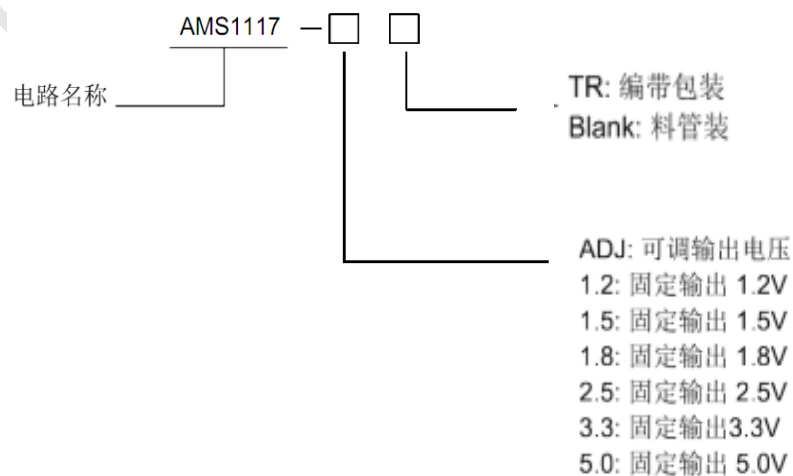 AMS1117 — □ □
电路名称
TR: 编带包装
Blank: 料管装
ADJ: 可调输出电压
1.2: 固定输出 1.2V
1.5: 固定输出 1.5V
1.8: 固定输出 1.8V
2.5: 固定输出 2.5V
3.3: 固定输出3.3V
5.0: 固定输出 5.0V